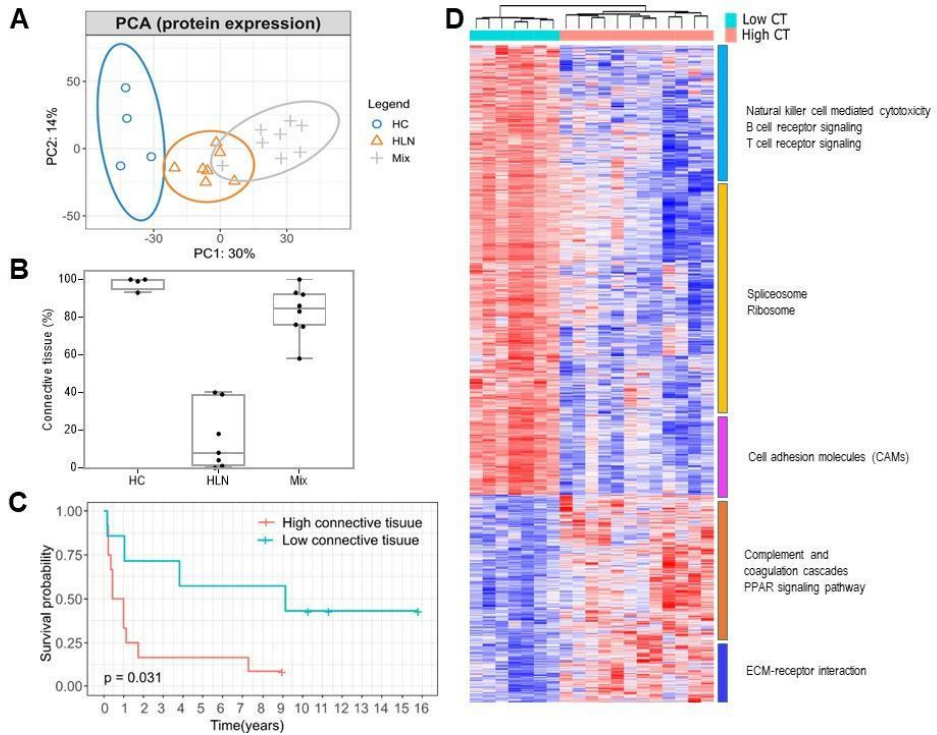 A
PCA (protein expression)
50
0
-50
PC2: 14%
-30
0
30
PC1: 30%
Legend
HC
HLN
Mix
B
100
80
60
40
20
0
Connective tissue (%)
HC
HLN
Mix
C
1.00
0.75
0.50
0.25
0.00
Survival probability
High connective tisuue
Low connective tisuue
p = 0.031
0 1 2 3 4 5 6 7 8 9 10 11 12 13 14 15 16
Time(years)
D
Low CT
High CT
Natural killer cell mediated cytotoxicity
B cell receptor signaling
T cell receptor signaling
Spliceosome
Ribosome
Cell adhesion molecules (CAMs)
Complement and
coagulation cascades
PPAR signaling pathway
ECM-receptor interaction